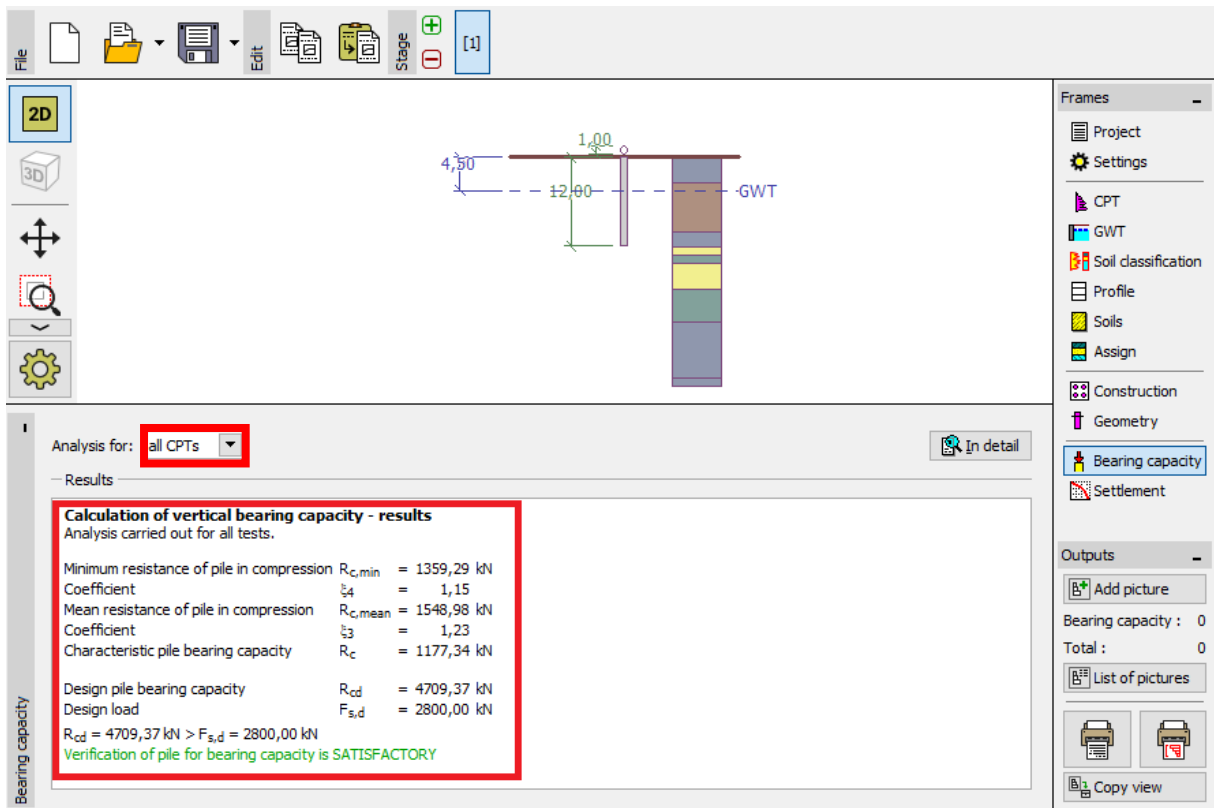 File
Edit
Stage
[1]
2D
3D
1,00
4,50
12,00
GWT
Frames
Project
Settings
CPT
GWT
Soil classification
Profile
Soils
Assign
Construction
Geometry
Bearing capacity
Settlement
Outputs
Add picture
Bearing capacity : 0
Total : 0
List of pictures
Copy view
Bearing capacity
Analysis for: all CPTs
In detail
Results
Calculation of vertical bearing capacity - results
Analysis carried out for all tests.
Minimum resistance of pile in compression Rc,min = 1359,29 kN
Coefficient ξ4 = 1,15
Mean resistance of pile in compression Rc,mean = 1548,98 kN
Coefficient ξ3 = 1,23
Characteristic pile bearing capacity Rc = 1177,34 kN
Design pile bearing capacity Rcd = 4709,37 kN
Design load Fs,d = 2800,00 kN
Rcd = 4709,37 kN > Fs,d = 2800,00 kN
Verification of pile for bearing capacity is SATISFACTORY